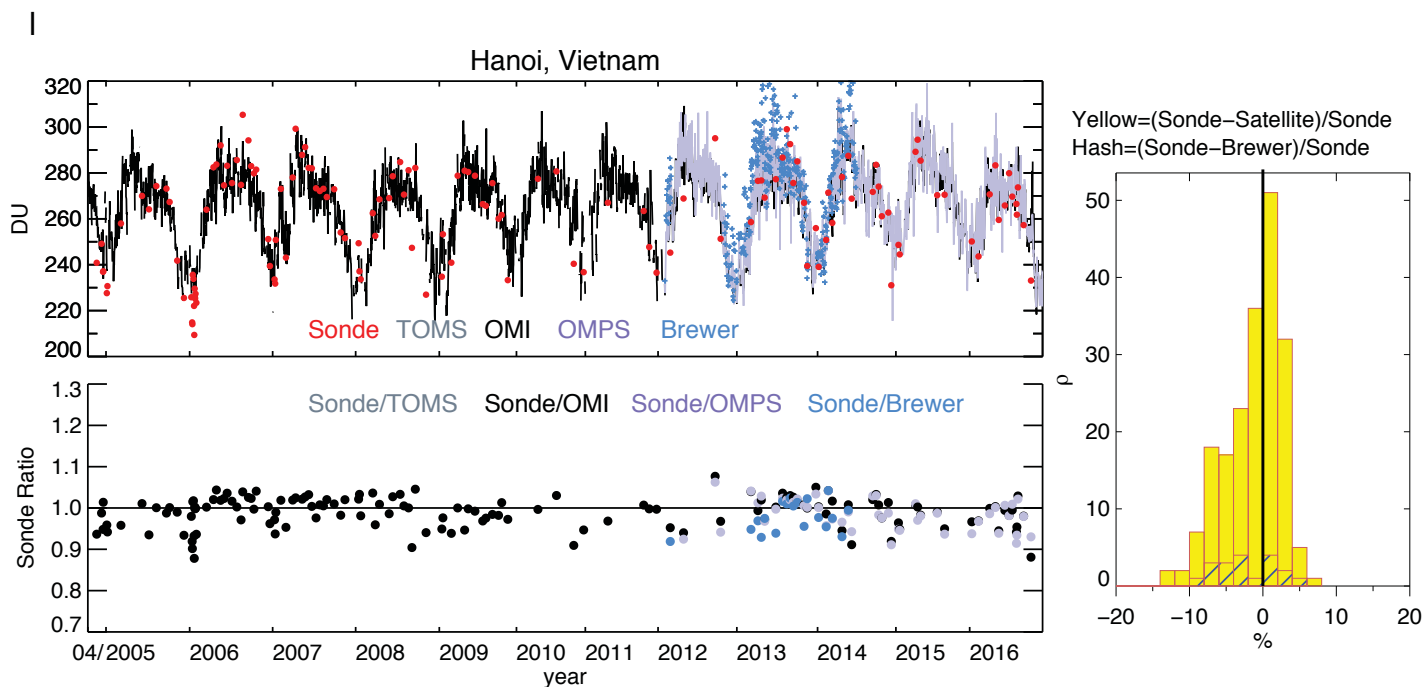 I
Hanoi, Vietnam
320
300
280
260
240
220
200
DU
Sonde TOMS OMI OMPS Brewer
1.3
1.2
1.1
1.0
0.9
0.8
0.7
Sonde Ratio
Sonde/TOMS Sonde/OMI Sonde/OMPS Sonde/Brewer
04/2005 2006 2007 2008 2009 2010 2011 2012 2013 2014 2015 2016
year
Yellow=(Sonde−Satellite)/Sonde
Hash=(Sonde−Brewer)/Sonde
50
40
30
20
10
0
ρ
−20 −10 0 10 20
%